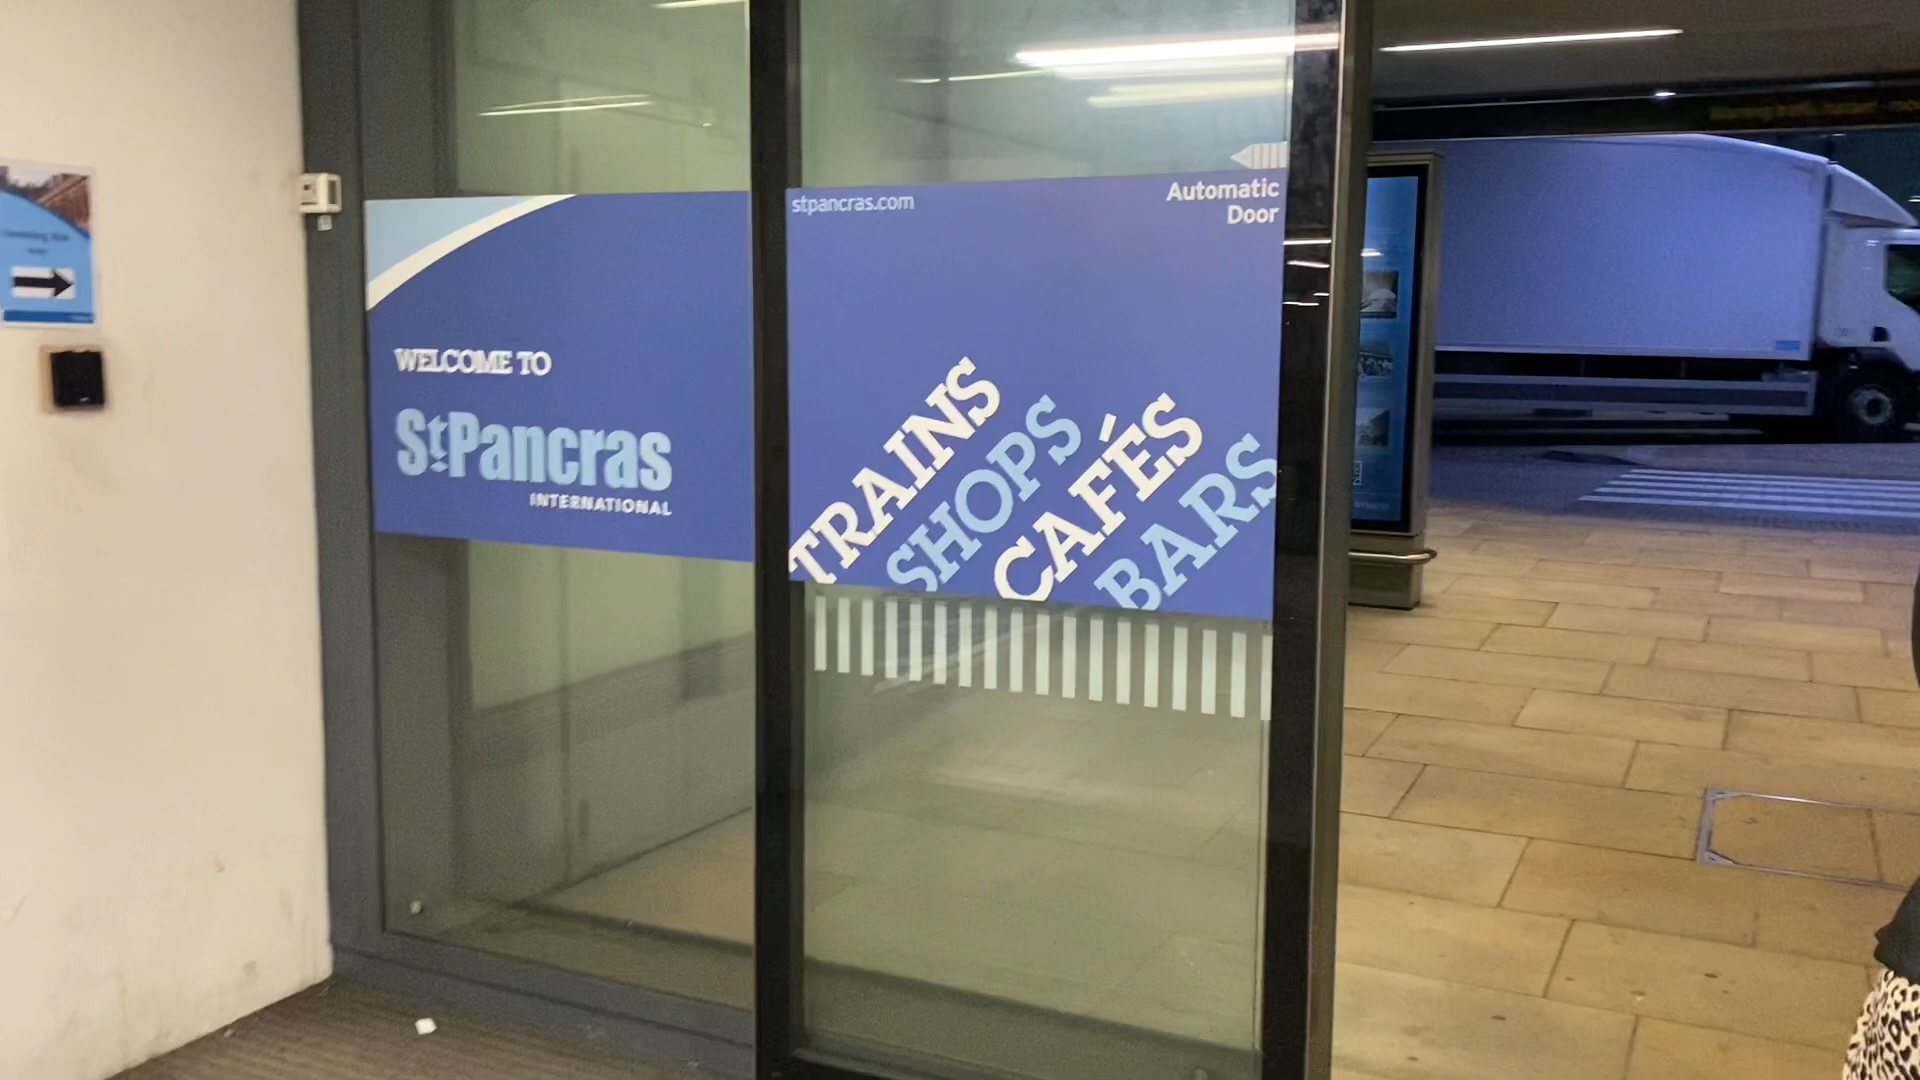 WELCOME TO
St Pancras
INTERNATIONAL
stpancras.com
Automatic
Door
TRAINS
SHOPS
CAFÉS
BARS